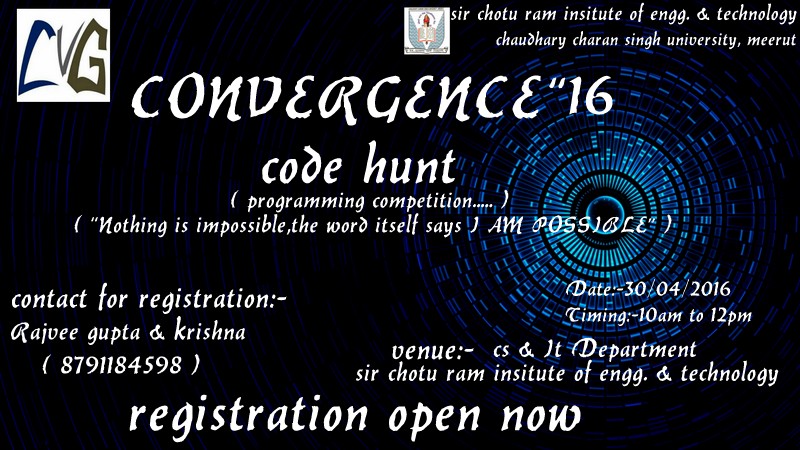 CVG
sir chotu ram insitute of engg. & technology
chaudhary charan singh university, meerut
CONVERGENCE"16
code hunt
( programming competition..... )
( "Nothing is impossible,the word itself says I AM POSSIBLE" )
contact for registration:-
Rajvee gupta & krishna
( 8791184598 )
Date:-30/04/2016
Timing:-10am to 12pm
venue:- cs & It Department
sir chotu ram insitute of engg. & technology
registration open now